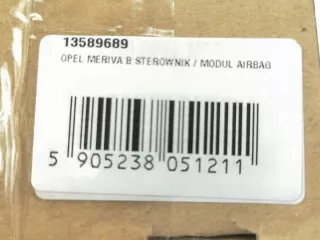 13589689
OPEL MERIVA B STEROWNIK / MODUL AIRBAG
5 905238 051211